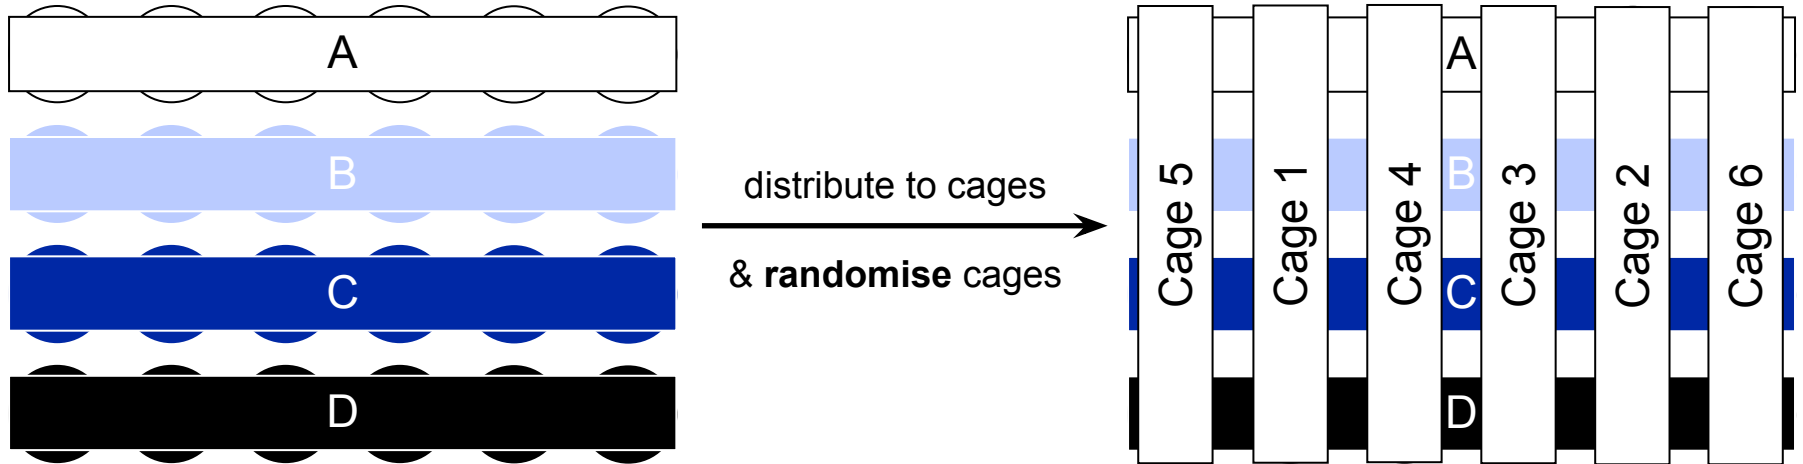 A
B
C
D
distribute to cages
& randomise cages
A
B
C
D
Cage 5
Cage 1
Cage 4
Cage 3
Cage 2
Cage 6